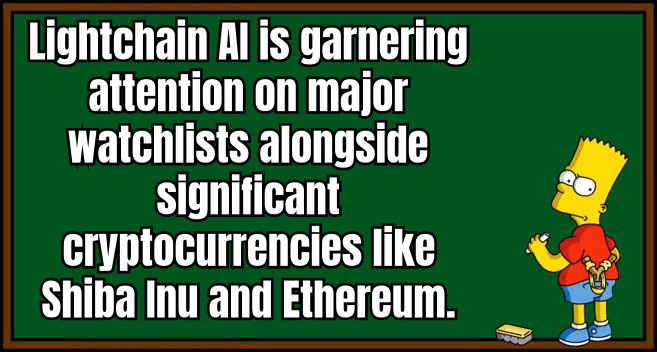 Lightchain AI is garnering
attention on major
watchlists alongside
significant
cryptocurrencies like
Shiba Inu and Ethereum.